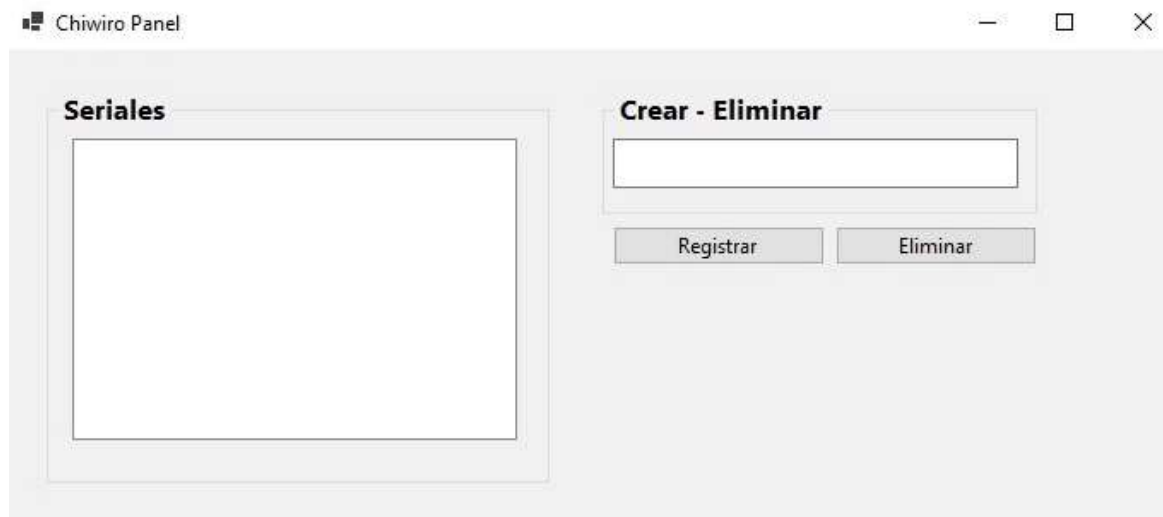 Chiwiro Panel
Seriales
Crear - Eliminar
Registrar
Eliminar